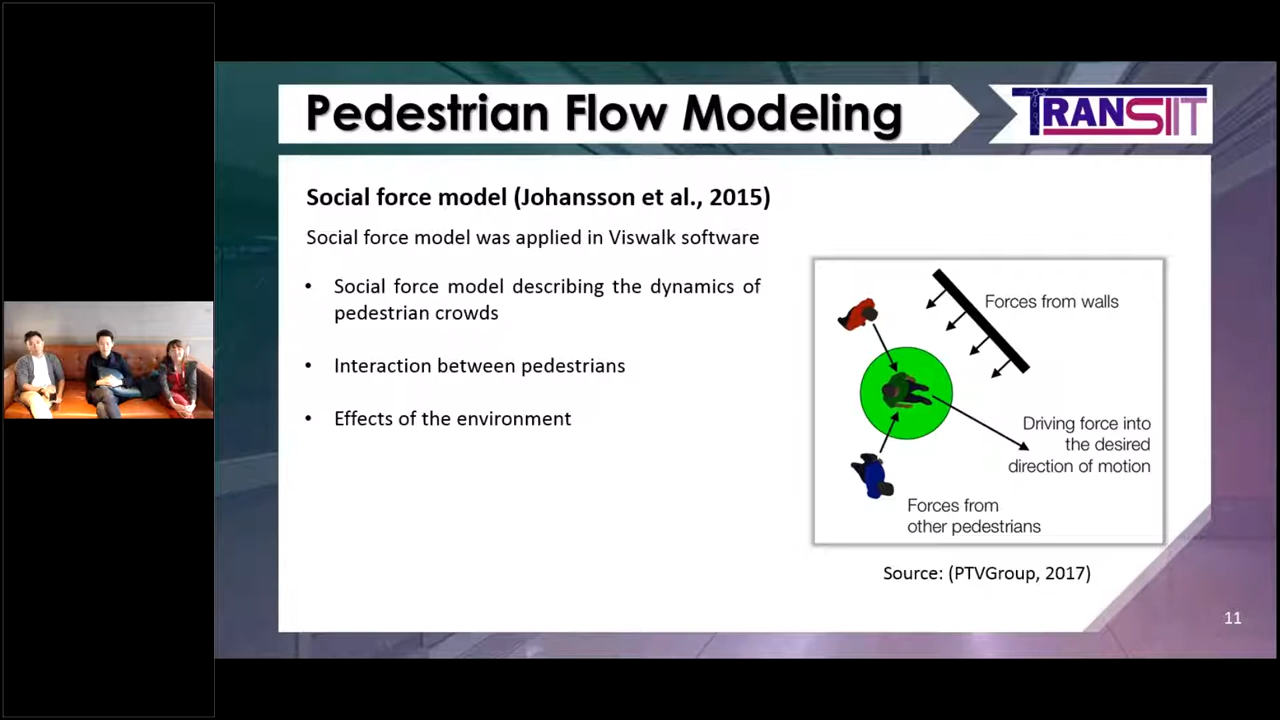 Pedestrian Flow Modeling
TRANSIIT
Social force model (Johansson et al., 2015)
Social force model was applied in Viswalk software
• Social force model describing the dynamics of
pedestrian crowds
• Interaction between pedestrians
• Effects of the environment
Forces from walls
Driving force into
the desired
direction of motion
Forces from
other pedestrians
Source: (PTVGroup, 2017)
11